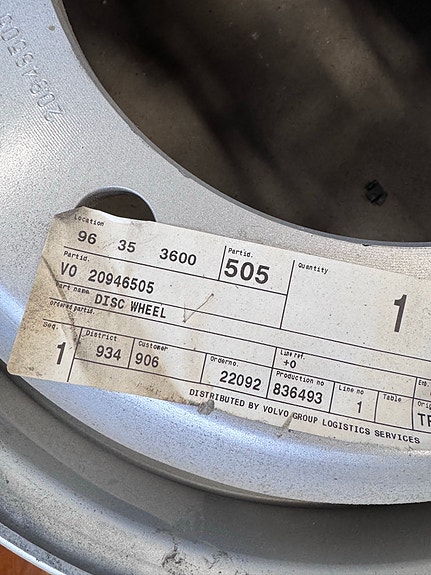 Location
96 35 3600
Partid.
505
Quantity
1
Partid.
VO 20946505
Part name
DISC WHEEL
Ordered partid.
Seq.
1
District
934
Customer
906
Orderno.
22092
Line ref.
+0
Production no
836493
Line no
1
Table
DISTRIBUTED BY VOLVO GROUP LOGISTICS SERVICES